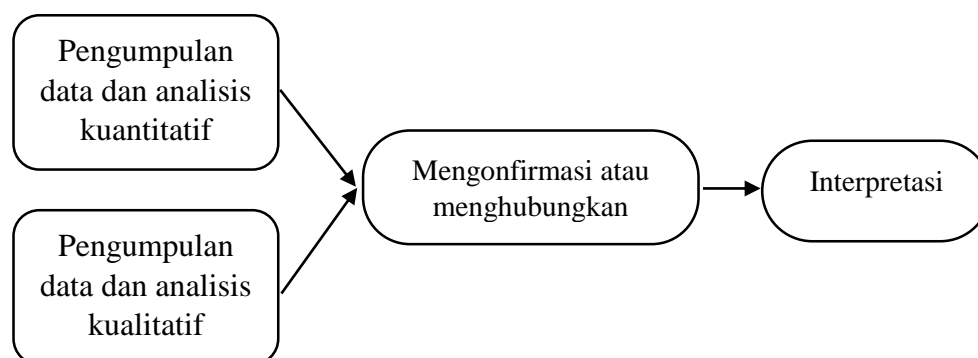 Pengumpulan
data dan analisis
kuantitatif
Pengumpulan
data dan analisis
kualitatif
Mengonfirmasi atau
menghubungkan
Interpretasi